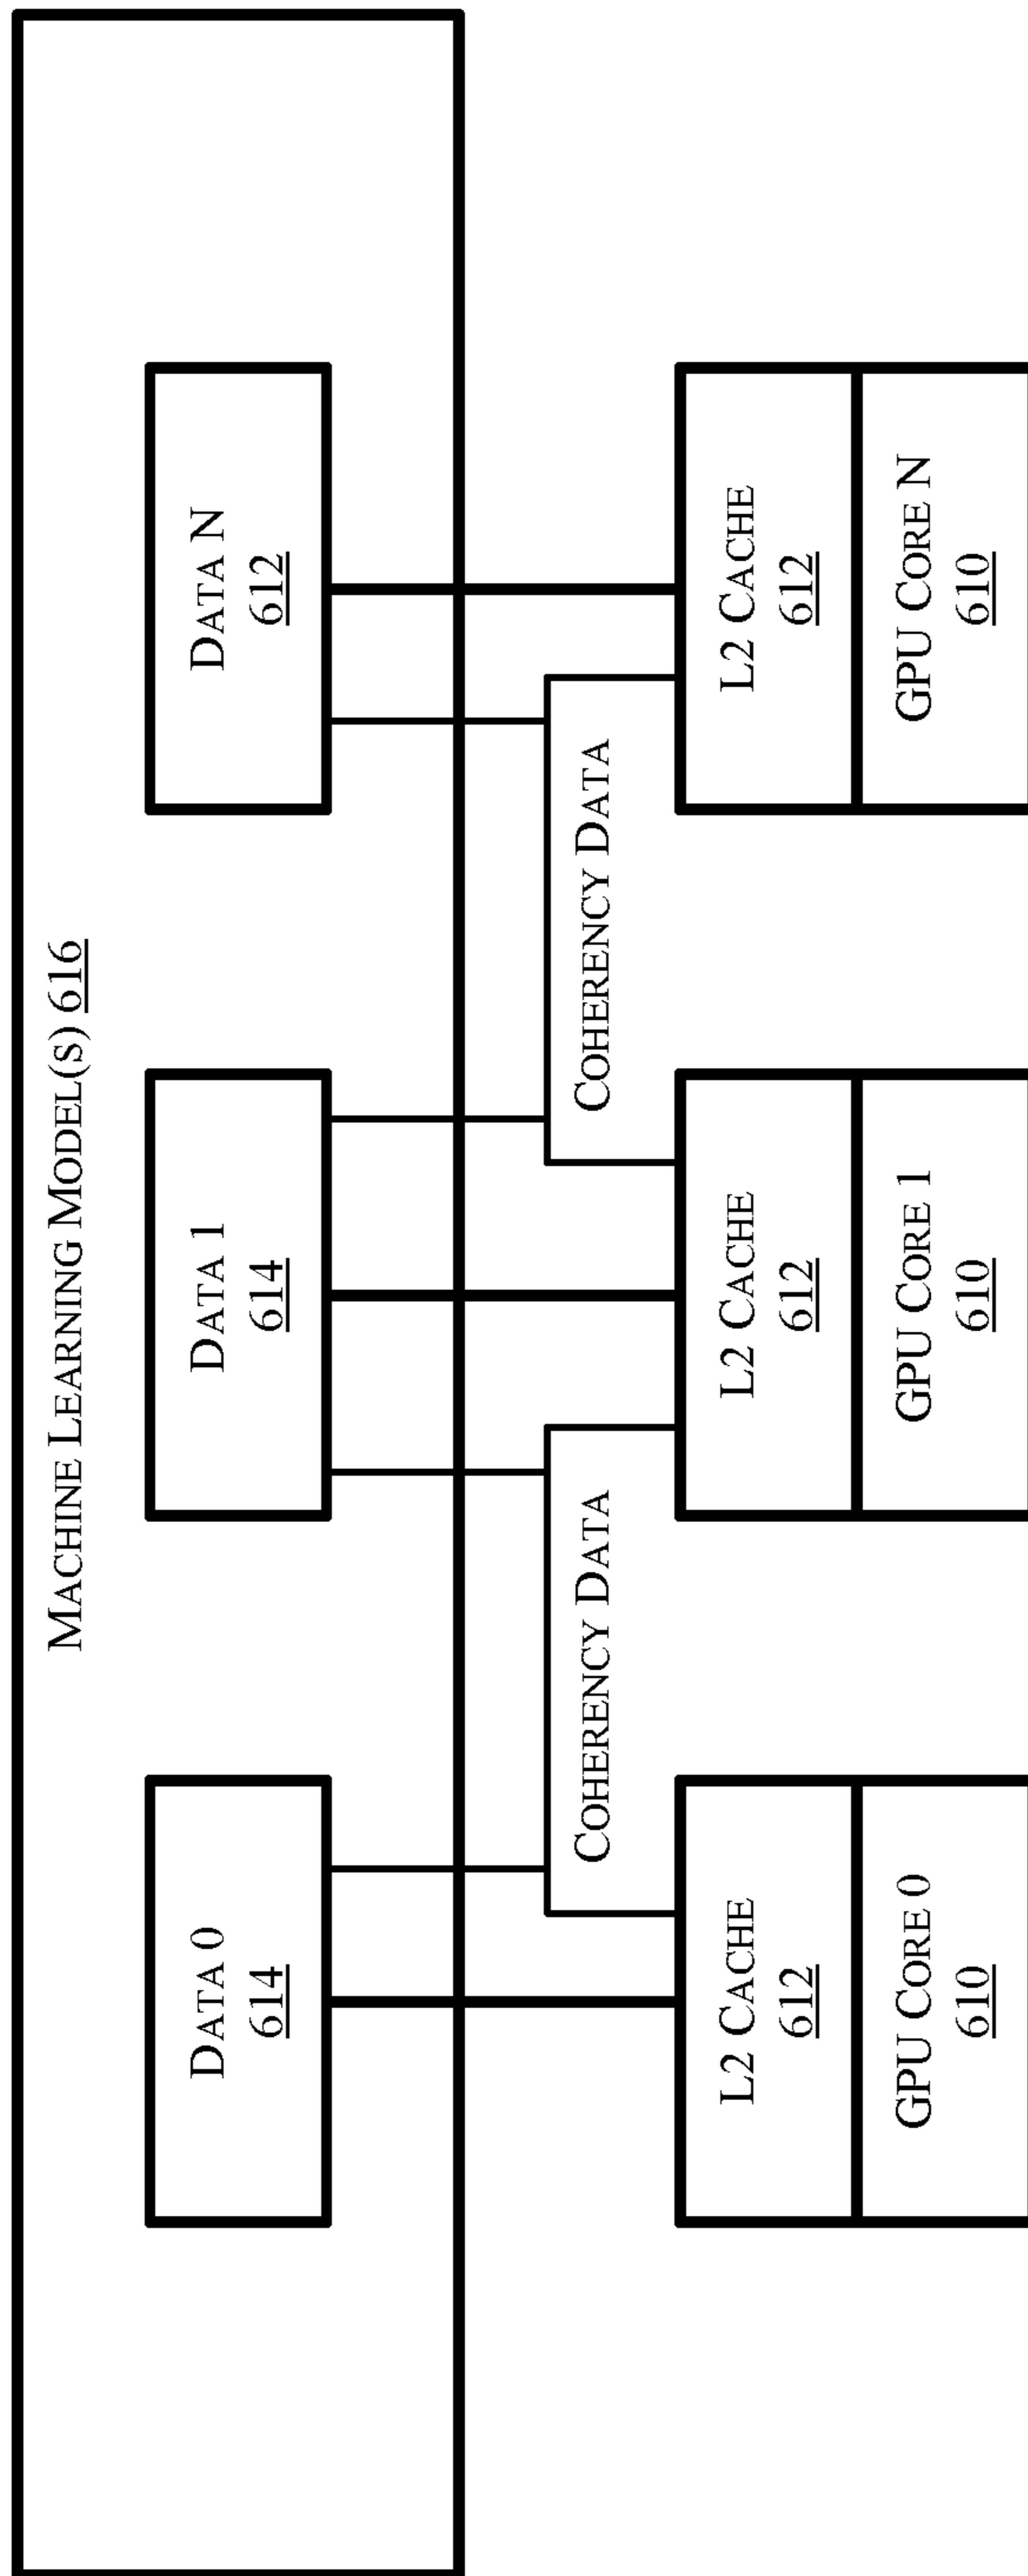 MACHINE LEARNING MODEL(S) 616
DATA 0
614
DATA 1
614
DATA N
612
COHERENCY DATA
COHERENCY DATA
L2 CACHE
612
L2 CACHE
612
L2 CACHE
612
GPU CORE 0
610
GPU CORE 1
610
GPU CORE N
610